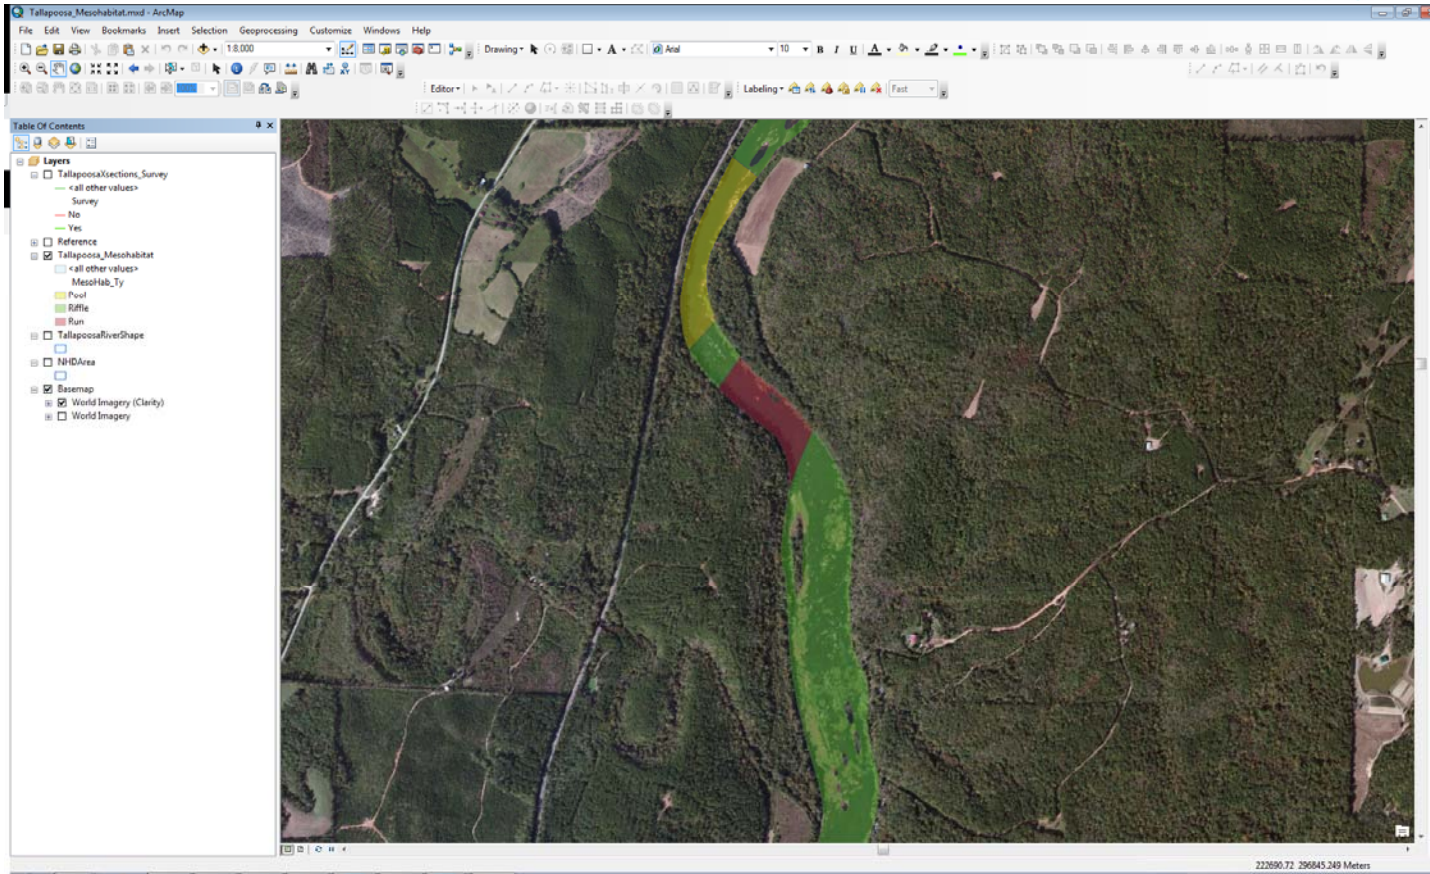 Tallapoosa_Mesohabitat.mxd - ArcMap
File Edit View Bookmarks Insert Selection Geoprocessing Customize Windows Help
1:8,000 Drawing A Arial 10 B I U A
Editor Labeling Fast
Table Of Contents
Layers
TallapoosaXsections_Survey
<all other values>
Survey
No
Yes
Reference
Tallapoosa_Mesohabitat
<all other values>
MesoHab_Ty
Pool
Riffle
Run
TallapoosaRiverShape
NHDArea
Basemap
World Imagery (Clarity)
World Imagery
222690.72 296845.249 Meters